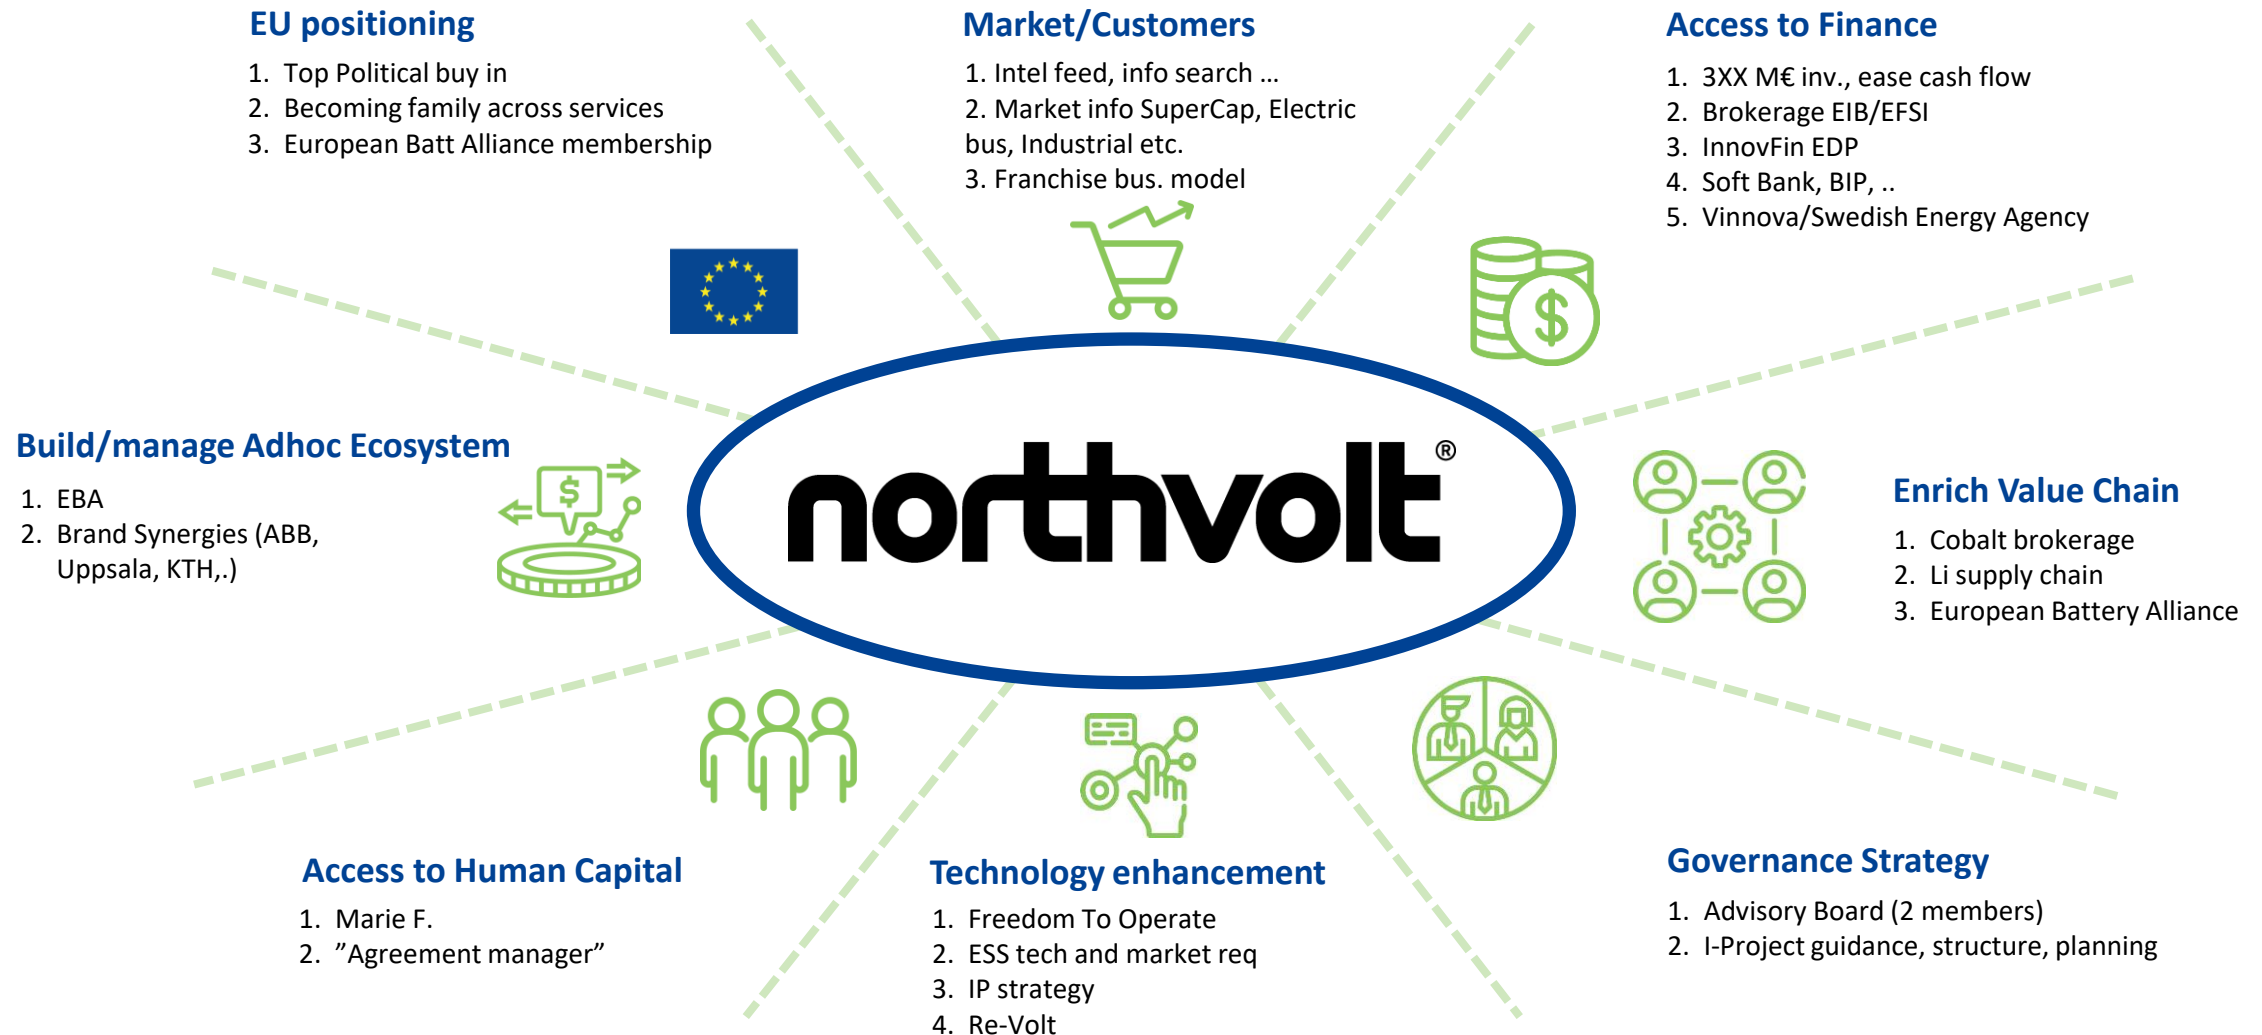 EU positioning
1. Top Political buy in
2. Becoming family across services
3. European Batt Alliance membership
Market/Customers
1. Intel feed, info search ...
2. Market info SuperCap, Electric
bus, Industrial etc.
3. Franchise bus. model
Access to Finance
1. 3XX M€ inv., ease cash flow
2. Brokerage EIB/EFSI
3. InnovFin EDP
4. Soft Bank, BIP, ..
5. Vinnova/Swedish Energy Agency
$
Build/manage Adhoc Ecosystem
1. EBA
2. Brand Synergies (ABB,
Uppsala, KTH,.)
$
northvolt®
Enrich Value Chain
1. Cobalt brokerage
2. Li supply chain
3. European Battery Alliance
Access to Human Capital
1. Marie F.
2. ”Agreement manager”
Technology enhancement
1. Freedom To Operate
2. ESS tech and market req
3. IP strategy
4. Re-Volt
Governance Strategy
1. Advisory Board (2 members)
2. I-Project guidance, structure, planning